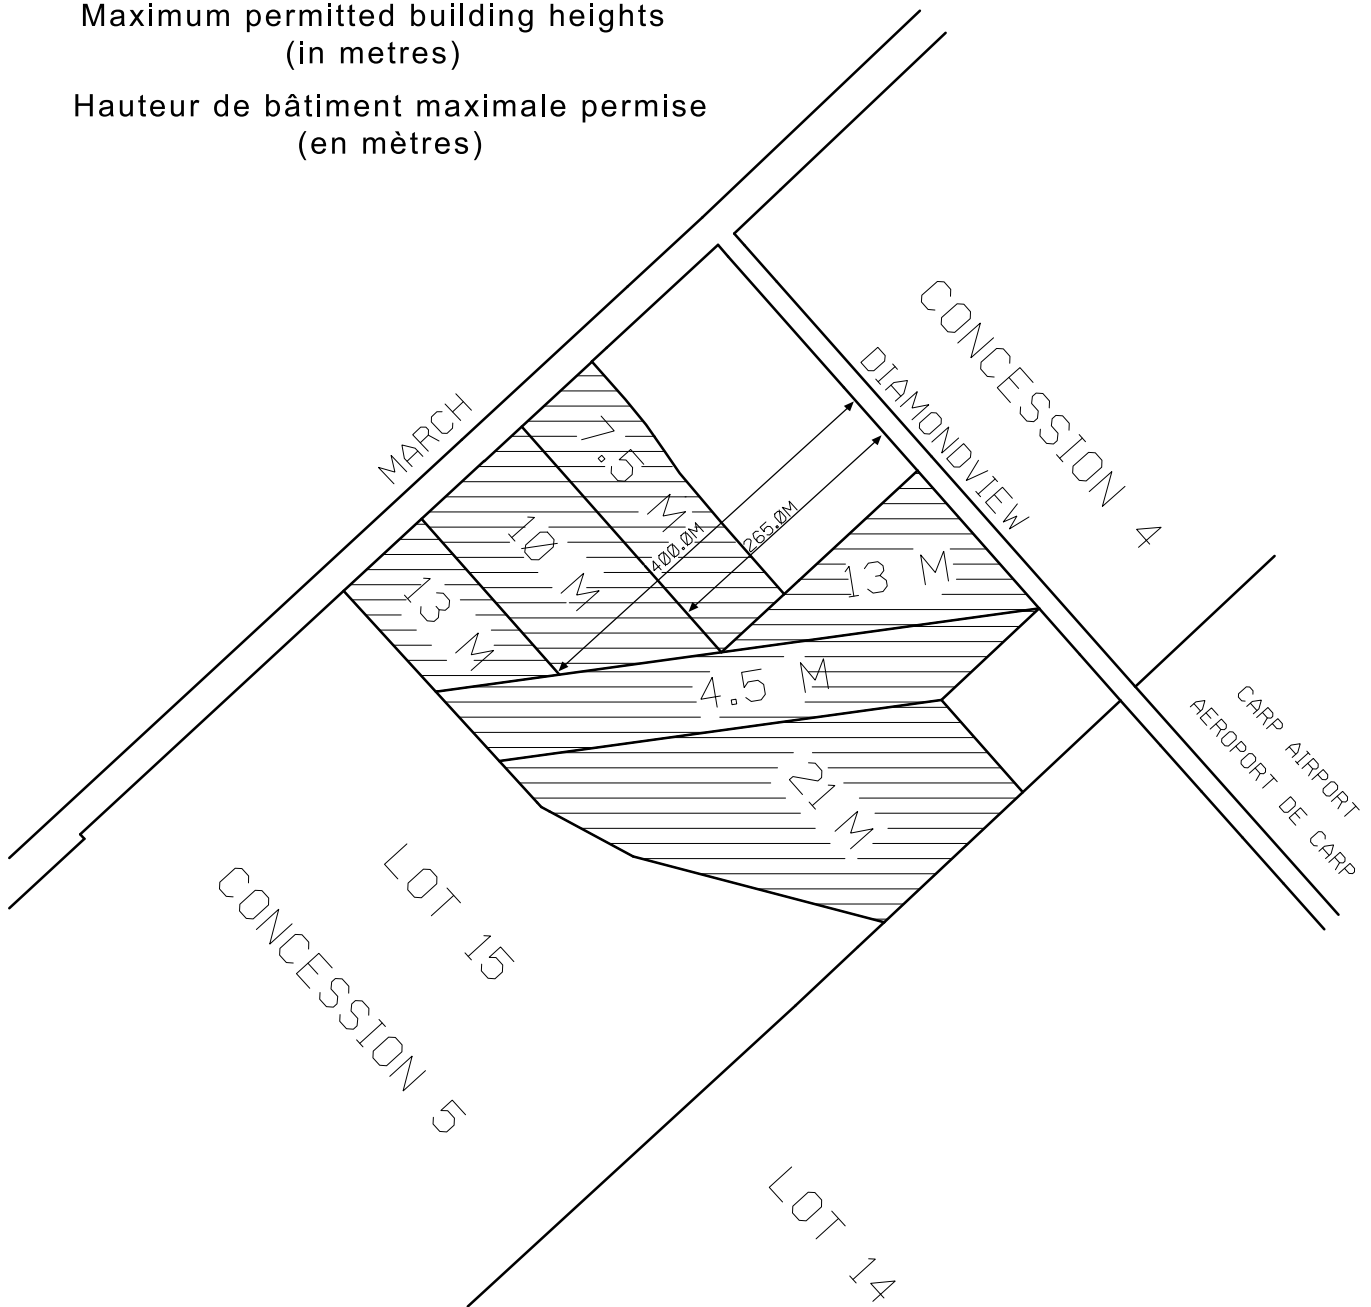 Maximum permitted building heights
(in metres)
Hauteur de bâtiment maximale permise
(en mètres)
MARCH
DIAMONDVIEW
CONCESSION 4
7.5 M
10 M
13 M
400.0M
265.0M
13 M
4.5 M
21 M
CARP AIRPORT
AEROPORT DE CARP
LOT 15
CONCESSION 5
LOT 14